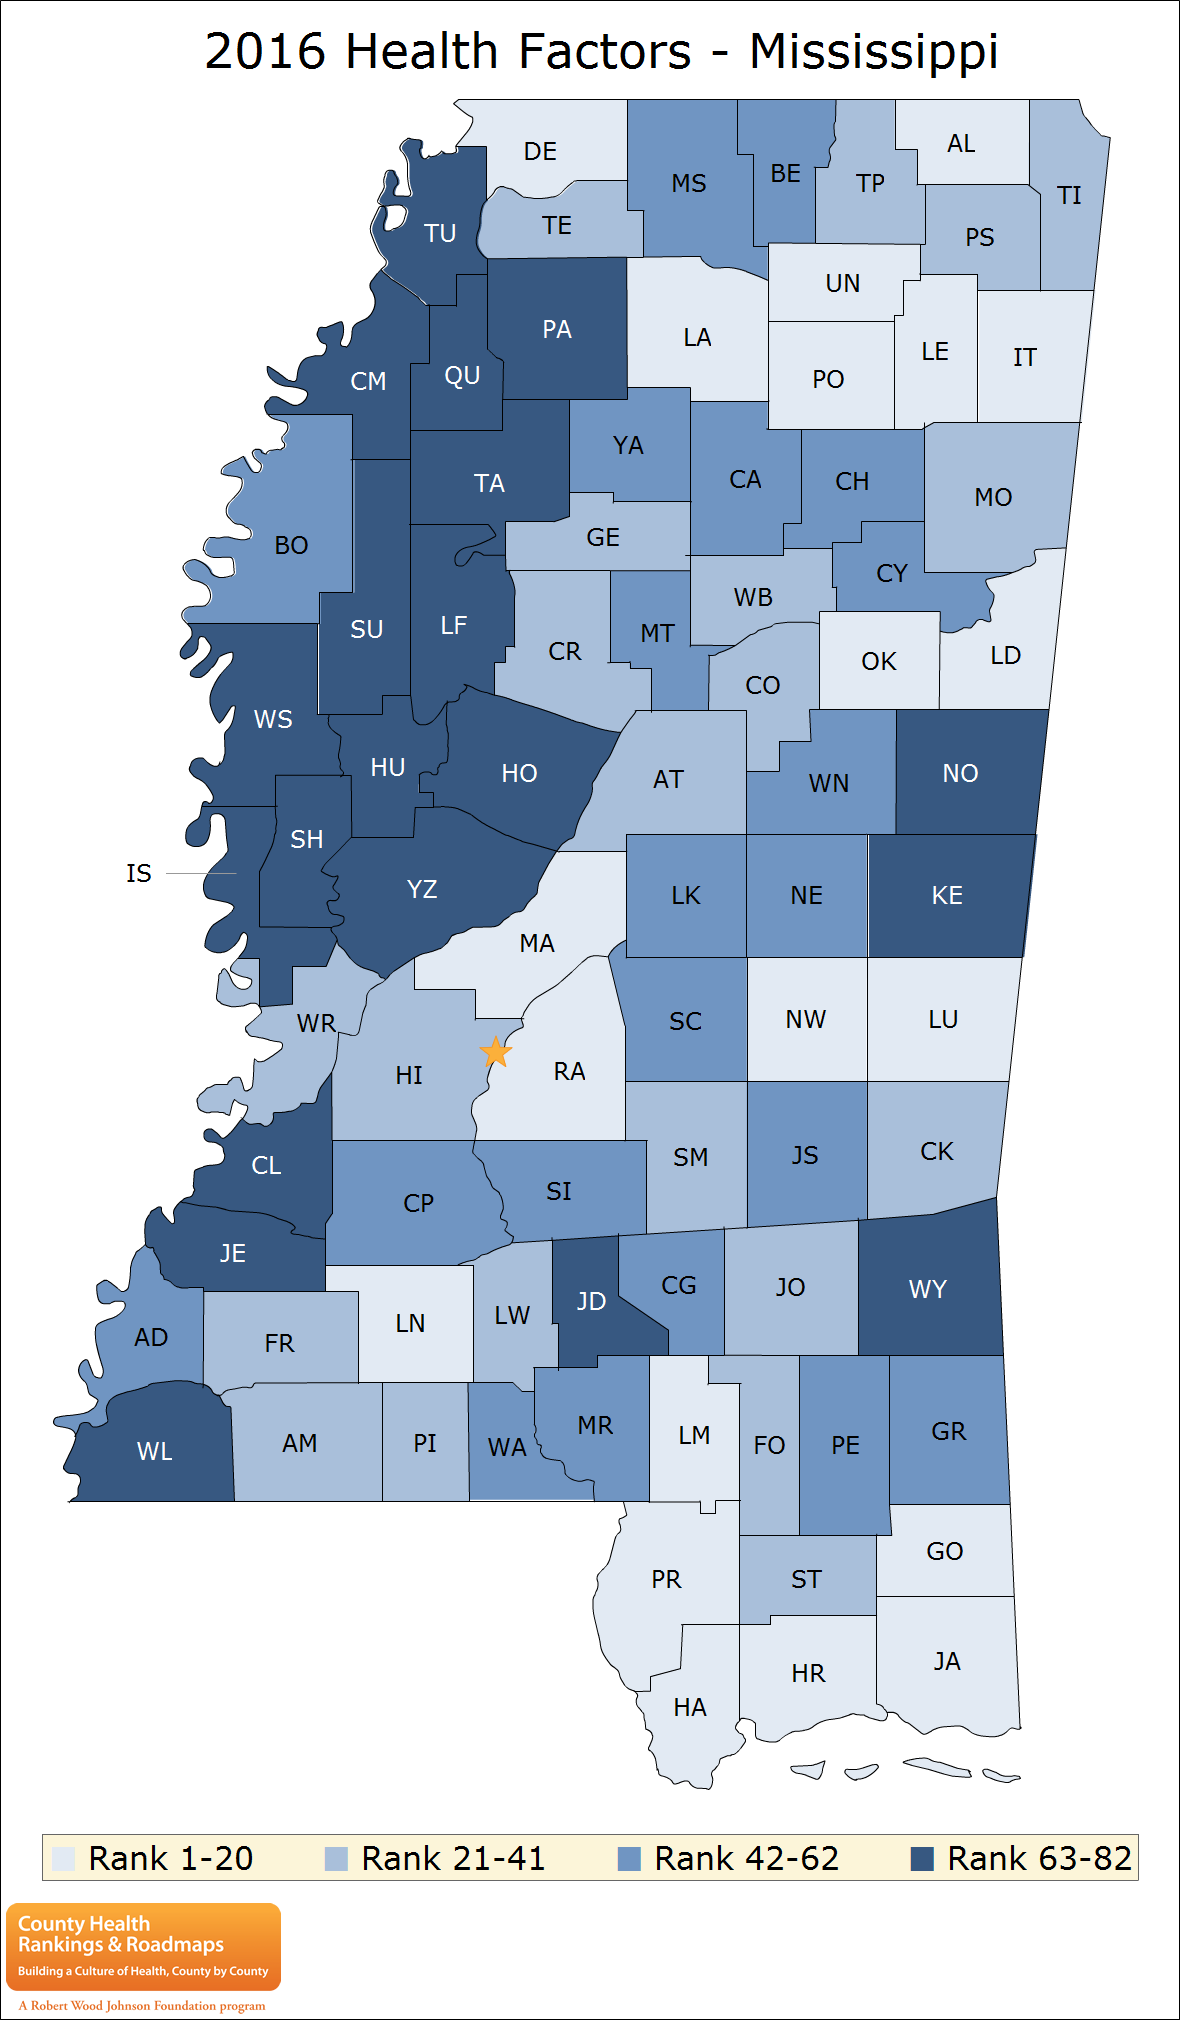 2016 Health Factors - Mississippi
DE
MS
BE
TP
AL
TI
TU
TE
PS
PA
LA
UN
LE
IT
CM
QU
PO
YA
CA
CH
MO
TA
BO
GE
CY
WB
SU
LF
CR
MT
OK
LD
CO
WS
HU
HO
AT
WN
NO
SH
IS
YZ
LK
NE
KE
MA
WR
HI
RA
SC
NW
LU
CL
CP
SI
SM
JS
CK
JE
JD
CG
JO
WY
AD
FR
LN
LW
WL
AM
PI
WA
MR
LM
FO
PE
GR
PR
ST
GO
HA
HR
JA
Rank 1-20 Rank 21-41 Rank 42-62 Rank 63-82
County Health
Rankings & Roadmaps
Building a Culture of Health, County by County
A Robert Wood Johnson Foundation program